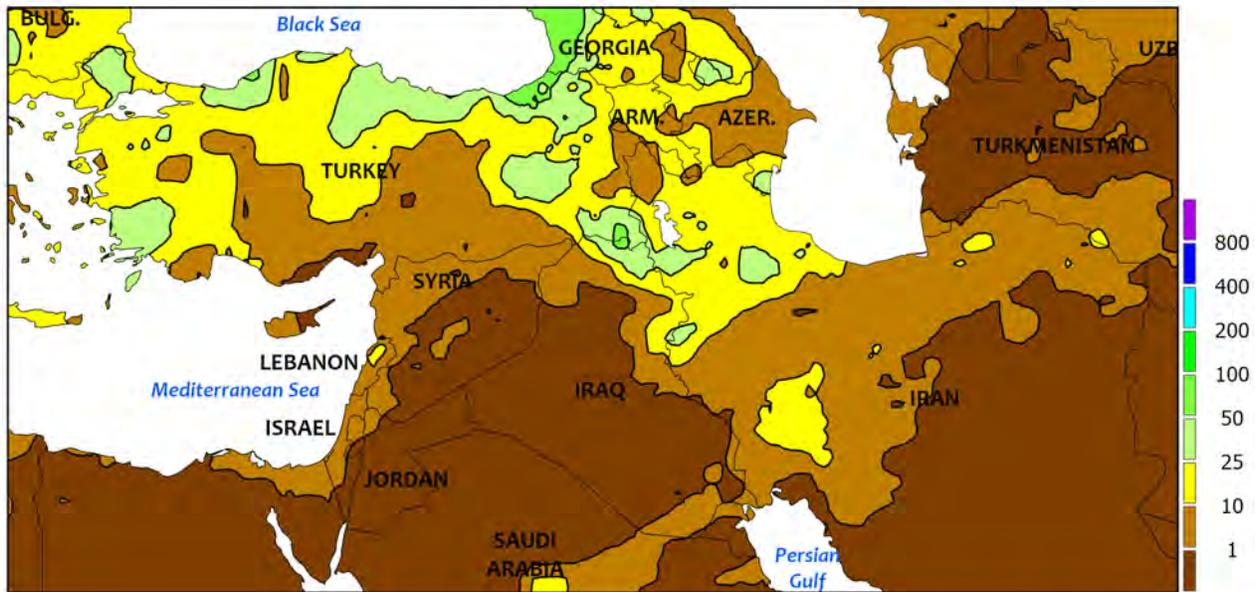 BULG.
Black Sea
GEORGIA
UZB
ARM.
AZER.
TURKMENISTAN
TURKEY
SYRIA
LEBANON
Mediterranean Sea
IRAQ
IRAN
ISRAEL
JORDAN
SAUDI
ARABIA
Persian
Gulf
800
400
200
100
50
25
10
1